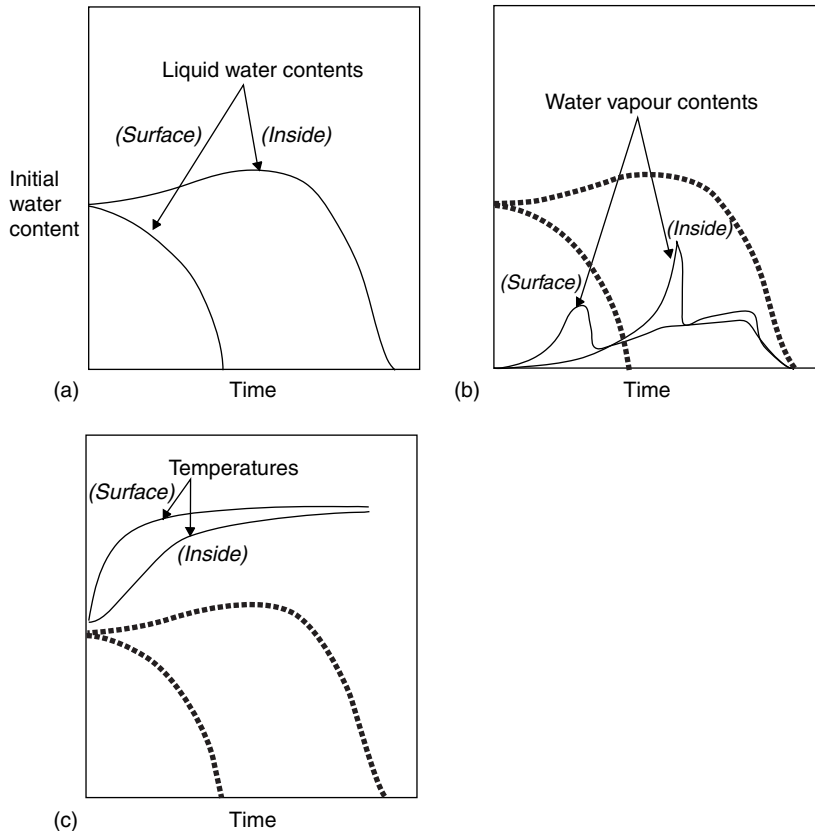 Liquid water contents
(Surface)
(Inside)
Initial
water
content
(a)
Time
Water vapour contents
(Inside)
(Surface)
(b)
Time
Temperatures
(Surface)
(Inside)
(c)
Time